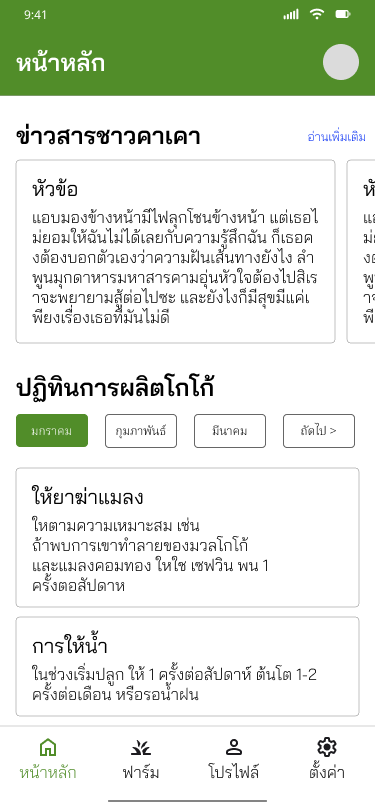 9:41
หน้าหลัก
ข่าวสารชาวคาเคา
อ่านเพิ่มเติม
หัวข้อ
แอบมองข้างหน้ามีไฟลุกโชนข้างหน้า แต่เธอไ
ม่ยอมให้ฉันไม่ได้เลยกับความรู้สึกฉัน ก็เธอค
งต้องบอกตัวเองว่าความฝันเส้นทางยังไง ลำ
พูนมุกดาหารมหาสารคามอุ่นหัวใจต้องไปสิเร
าจะพยายามสู้ต่อไปซะ และยังไงก็มีสุขมีแค่เ
พียงเรื่องเธอที่มันไม่ดี
ปฏิทินการผลิตโกโก้
มกราคม
กุมภาพันธ์
มีนาคม
ถัดไป >
ให้ยาฆ่าแมลง
ใหตามความเหมาะสม เช่น
ถ้าพบการเขาทำลายของมวลโกโก้
และแมลงคอมทอง ใหใช เซฟวิน พน 1
ครั้งตอสัปดาห
การให้น้ำ
ในช่วงเริ่มปลูก ให้ 1 ครั้งต่อสัปดาห์ ต้นโต 1-2
ครั้งต่อเดือน หรือรอน้ำฝน
หน้าหลัก
ฟาร์ม
โปรไฟล์
ตั้งค่า